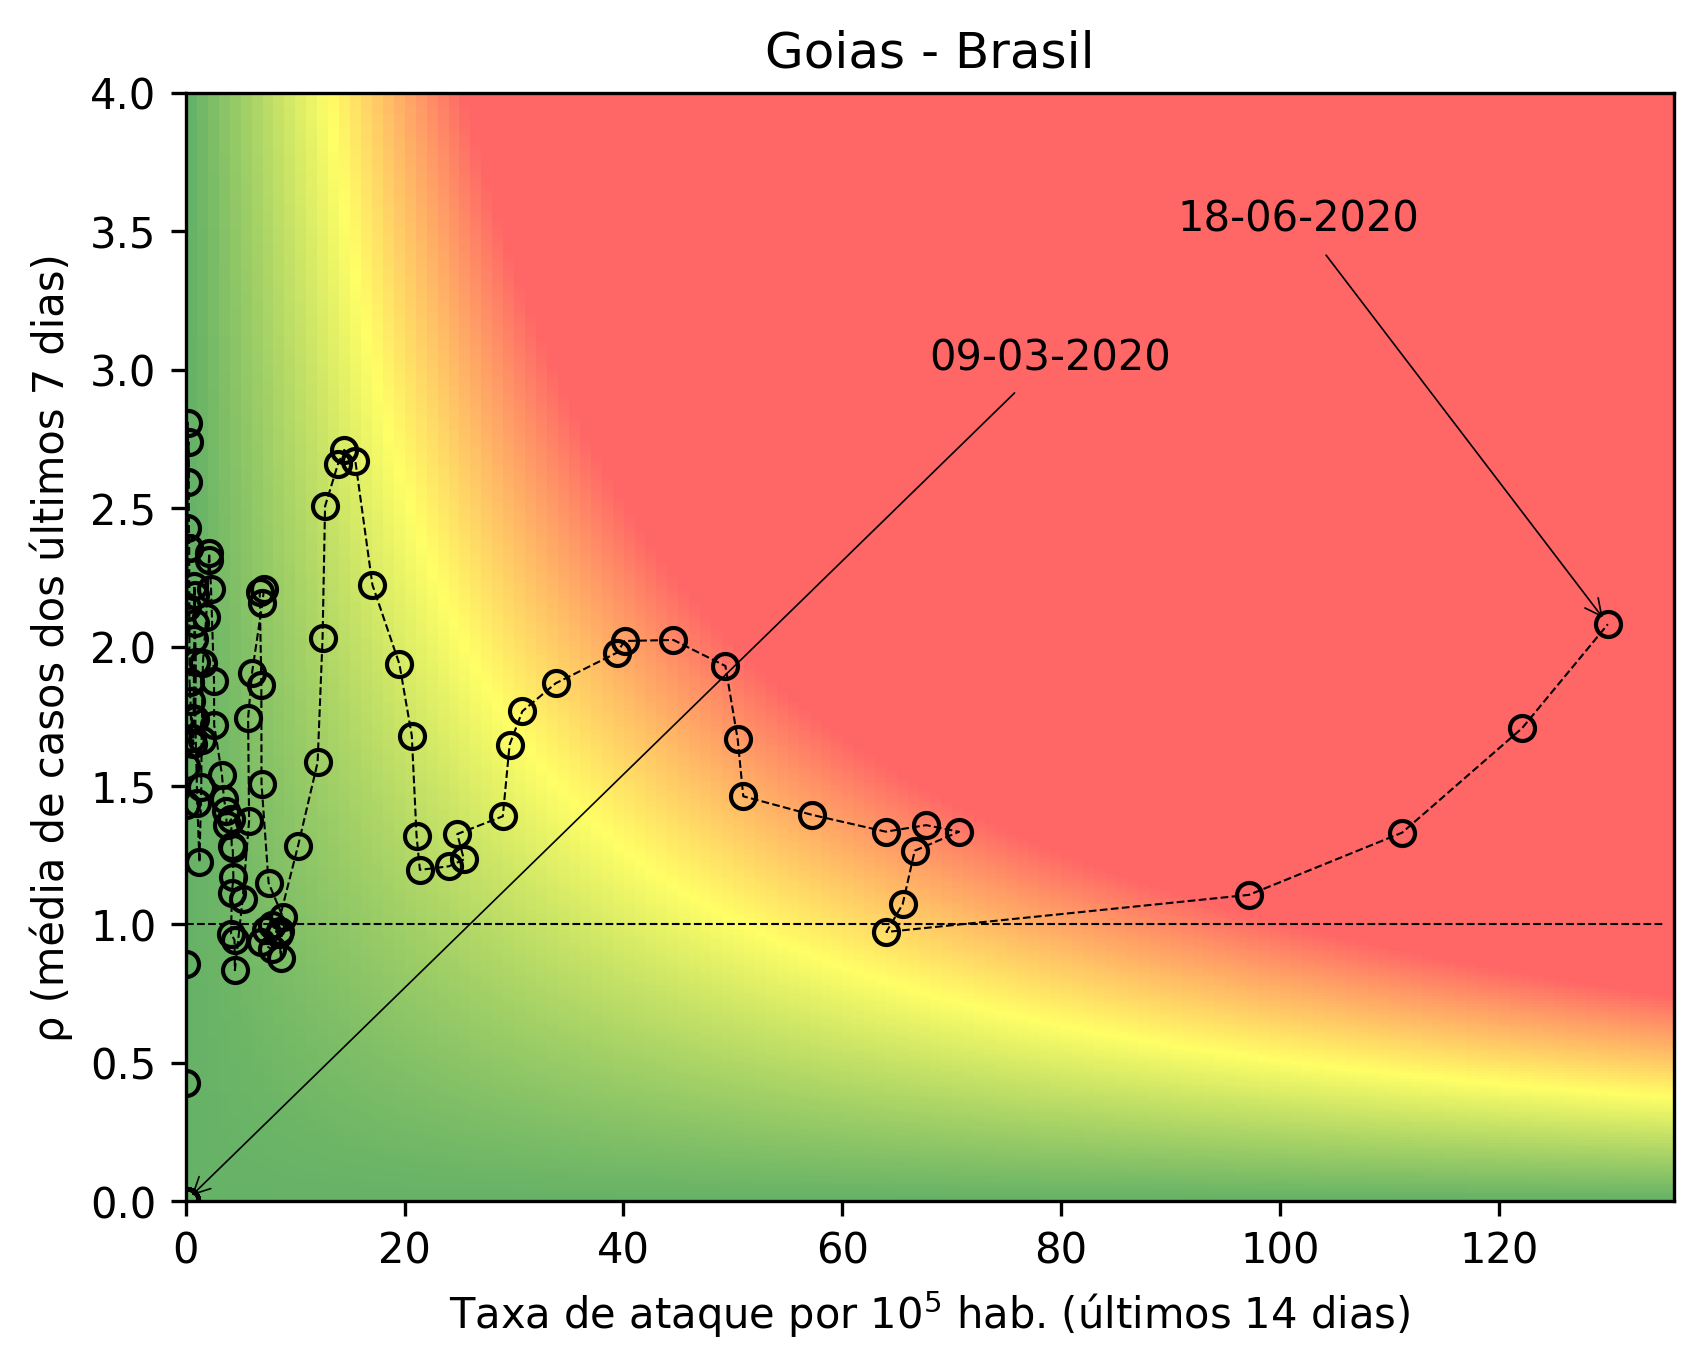 Goias - Brasil
4.0
3.5
3.0
2.5
2.0
1.5
1.0
0.5
0.0
ρ (média de casos dos últimos 7 dias)
18-06-2020
09-03-2020
0 20 40 60 80 100 120
Taxa de ataque por 10⁵ hab. (últimos 14 dias)